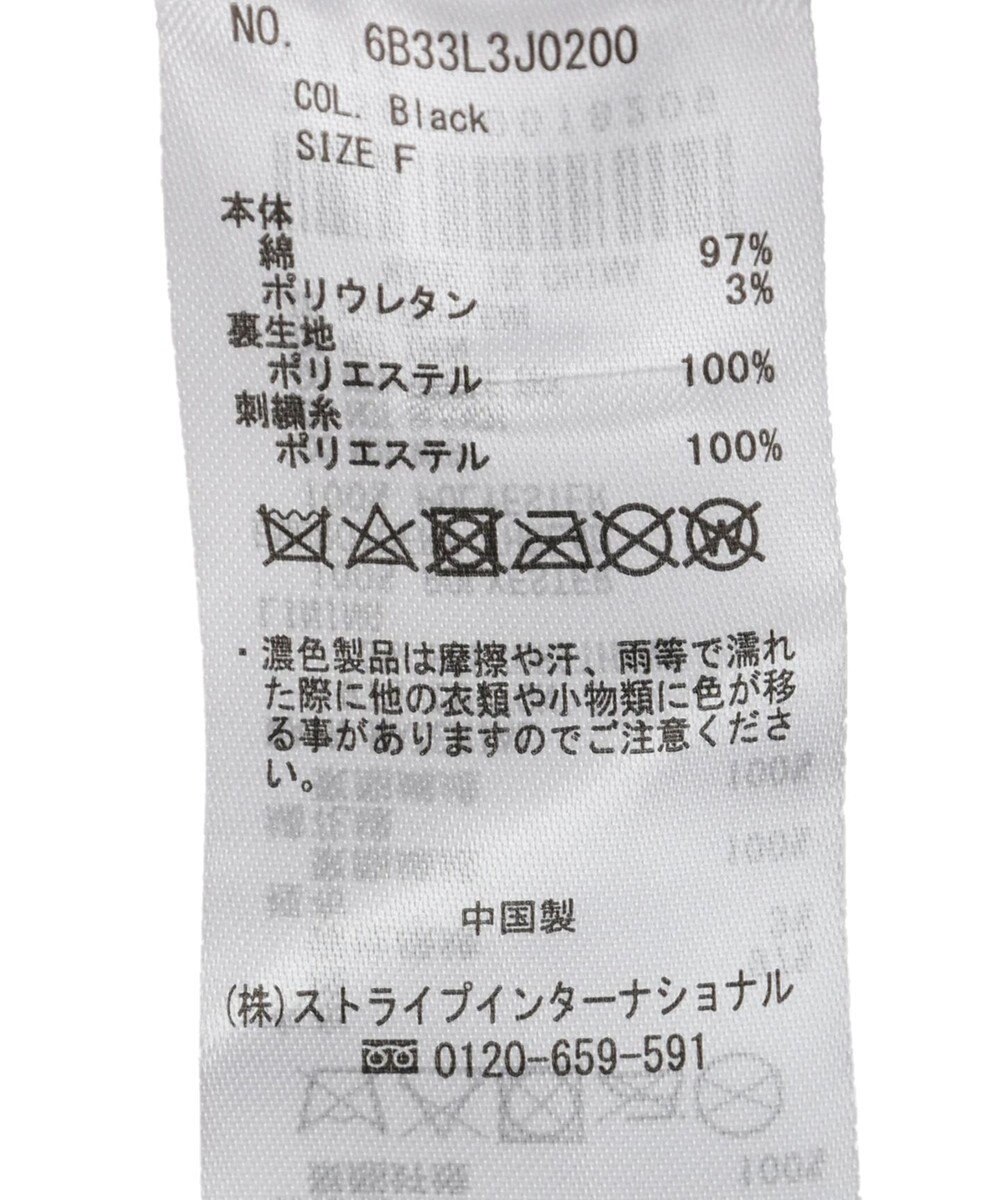 NO. 6B33L3J0200
COL. Black
SIZE F
本体
綿 97%
ポリウレタン 3%
裏生地
ポリエステル 100%
刺繍糸
ポリエステル 100%
・濃色製品は摩擦や汗、雨等で濡れ
た際に他の衣類や小物類に色が移
る事がありますのでご注意くださ
い。
中国製
(株)ストライプインターナショナル
0120-659-591